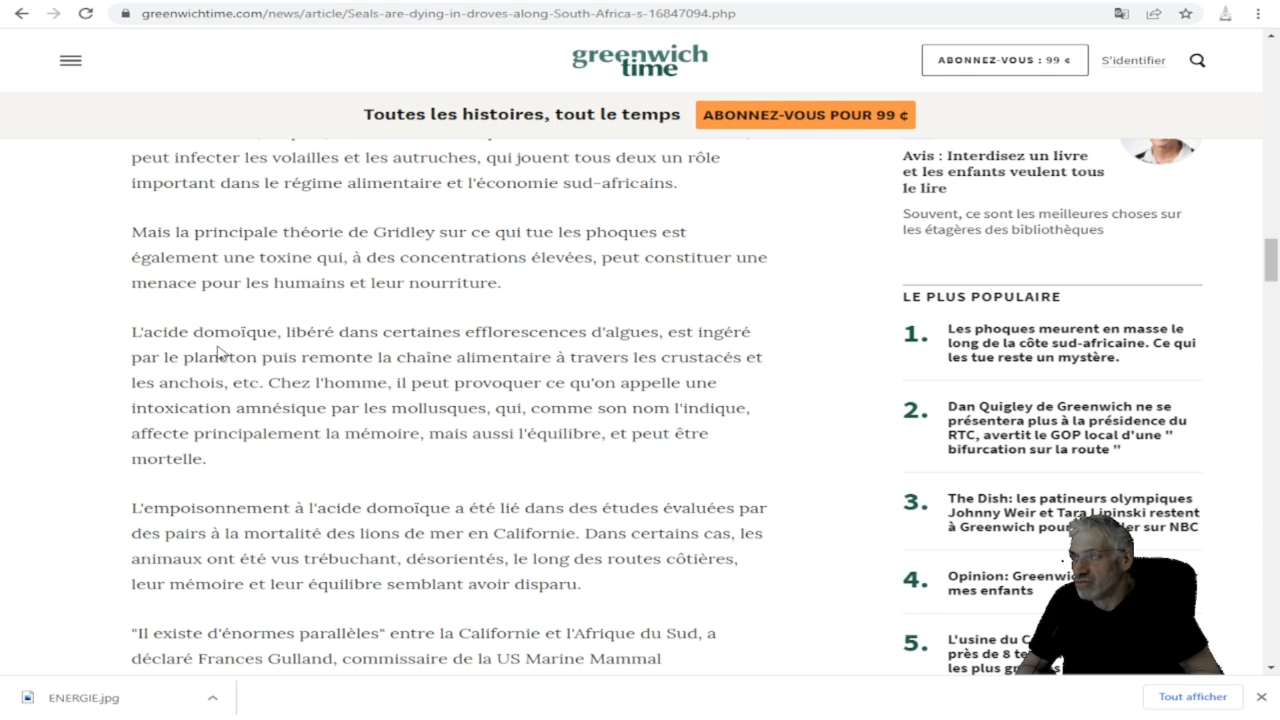 greenwichtime.com/news/article/Seals-are-dying-in-droves-along-South-Africa-s-16847094.php
greenwich
time
ABONNEZ-VOUS : 99 ¢
S'identifier
Toutes les histoires, tout le temps
ABONNEZ-VOUS POUR 99 ¢
peut infecter les volailles et les autruches, qui jouent tous deux un rôle
important dans le régime alimentaire et l'économie sud-africains.
Mais la principale théorie de Gridley sur ce qui tue les phoques est
également une toxine qui, à des concentrations élevées, peut constituer une
menace pour les humains et leur nourriture.
L'acide domoïque, libéré dans certaines efflorescences d'algues, est ingéré
par le plancton puis remonte la chaîne alimentaire à travers les crustacés et
les anchois, etc. Chez l'homme, il peut provoquer ce qu'on appelle une
intoxication amnésique par les mollusques, qui, comme son nom l'indique,
affecte principalement la mémoire, mais aussi l'équilibre, et peut être
mortelle.
L'empoisonnement à l'acide domoïque a été lié dans des études évaluées par
des pairs à la mortalité des lions de mer en Californie. Dans certains cas, les
animaux ont été vus trébuchant, désorientés, le long des routes côtières,
leur mémoire et leur équilibre semblant avoir disparu.
"Il existe d'énormes parallèles" entre la Californie et l'Afrique du Sud, a
déclaré Frances Gulland, commissaire de la US Marine Mammal
Avis : Interdisez un livre
et les enfants veulent tous
le lire
Souvent, ce sont les meilleures choses sur
les étagères des bibliothèques
LE PLUS POPULAIRE
1. Les phoques meurent en masse le
long de la côte sud-africaine. Ce qui
les tue reste un mystère.
2. Dan Quigley de Greenwich ne se
présentera plus à la présidence du
RTC, avertit le GOP local d'une "
bifurcation sur la route "
3. The Dish: les patineurs olympiques
Johnny Weir et Tara Lipinski restent
à Greenwich pour sur NBC
4. Opinion:
mes enfants
5. L'usine du
près de 8
les plus
ENERGIE.jpg
Tout afficher